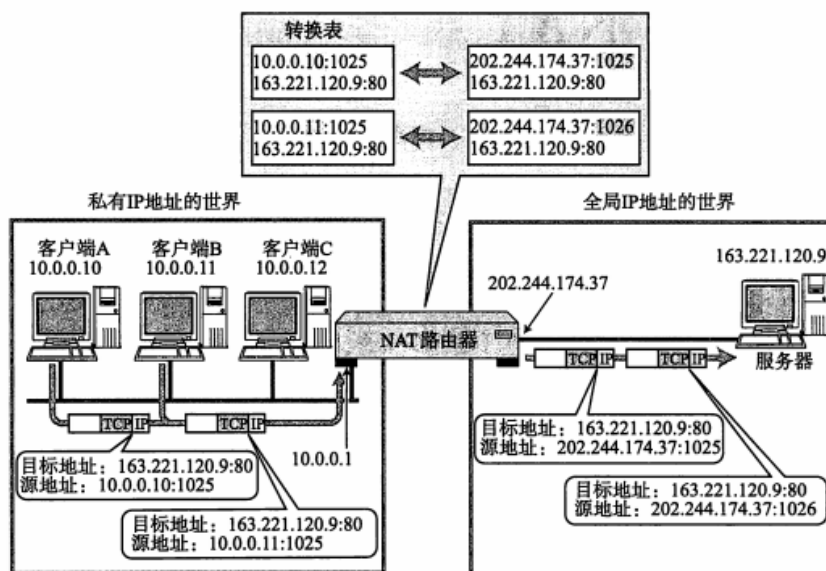 转换表
10.0.0.10:1025
163.221.120.9:80
202.244.174.37:1025
163.221.120.9:80
10.0.0.11:1025
163.221.120.9:80
202.244.174.37:1026
163.221.120.9:80
私有IP地址的世界
全局IP地址的世界
客户端A
10.0.0.10
客户端B
10.0.0.11
客户端C
10.0.0.12
163.221.120.9
202.244.174.37
NAT路由器
服务器
TCP IP
TCP IP
TCP IP
TCP IP
10.0.0.1
目标地址：163.221.120.9:80
源地址：10.0.0.10:1025
目标地址：163.221.120.9:80
源地址：10.0.0.11:1025
目标地址：163.221.120.9:80
源地址：202.244.174.37:1025
目标地址：163.221.120.9:80
源地址：202.244.174.37:1026